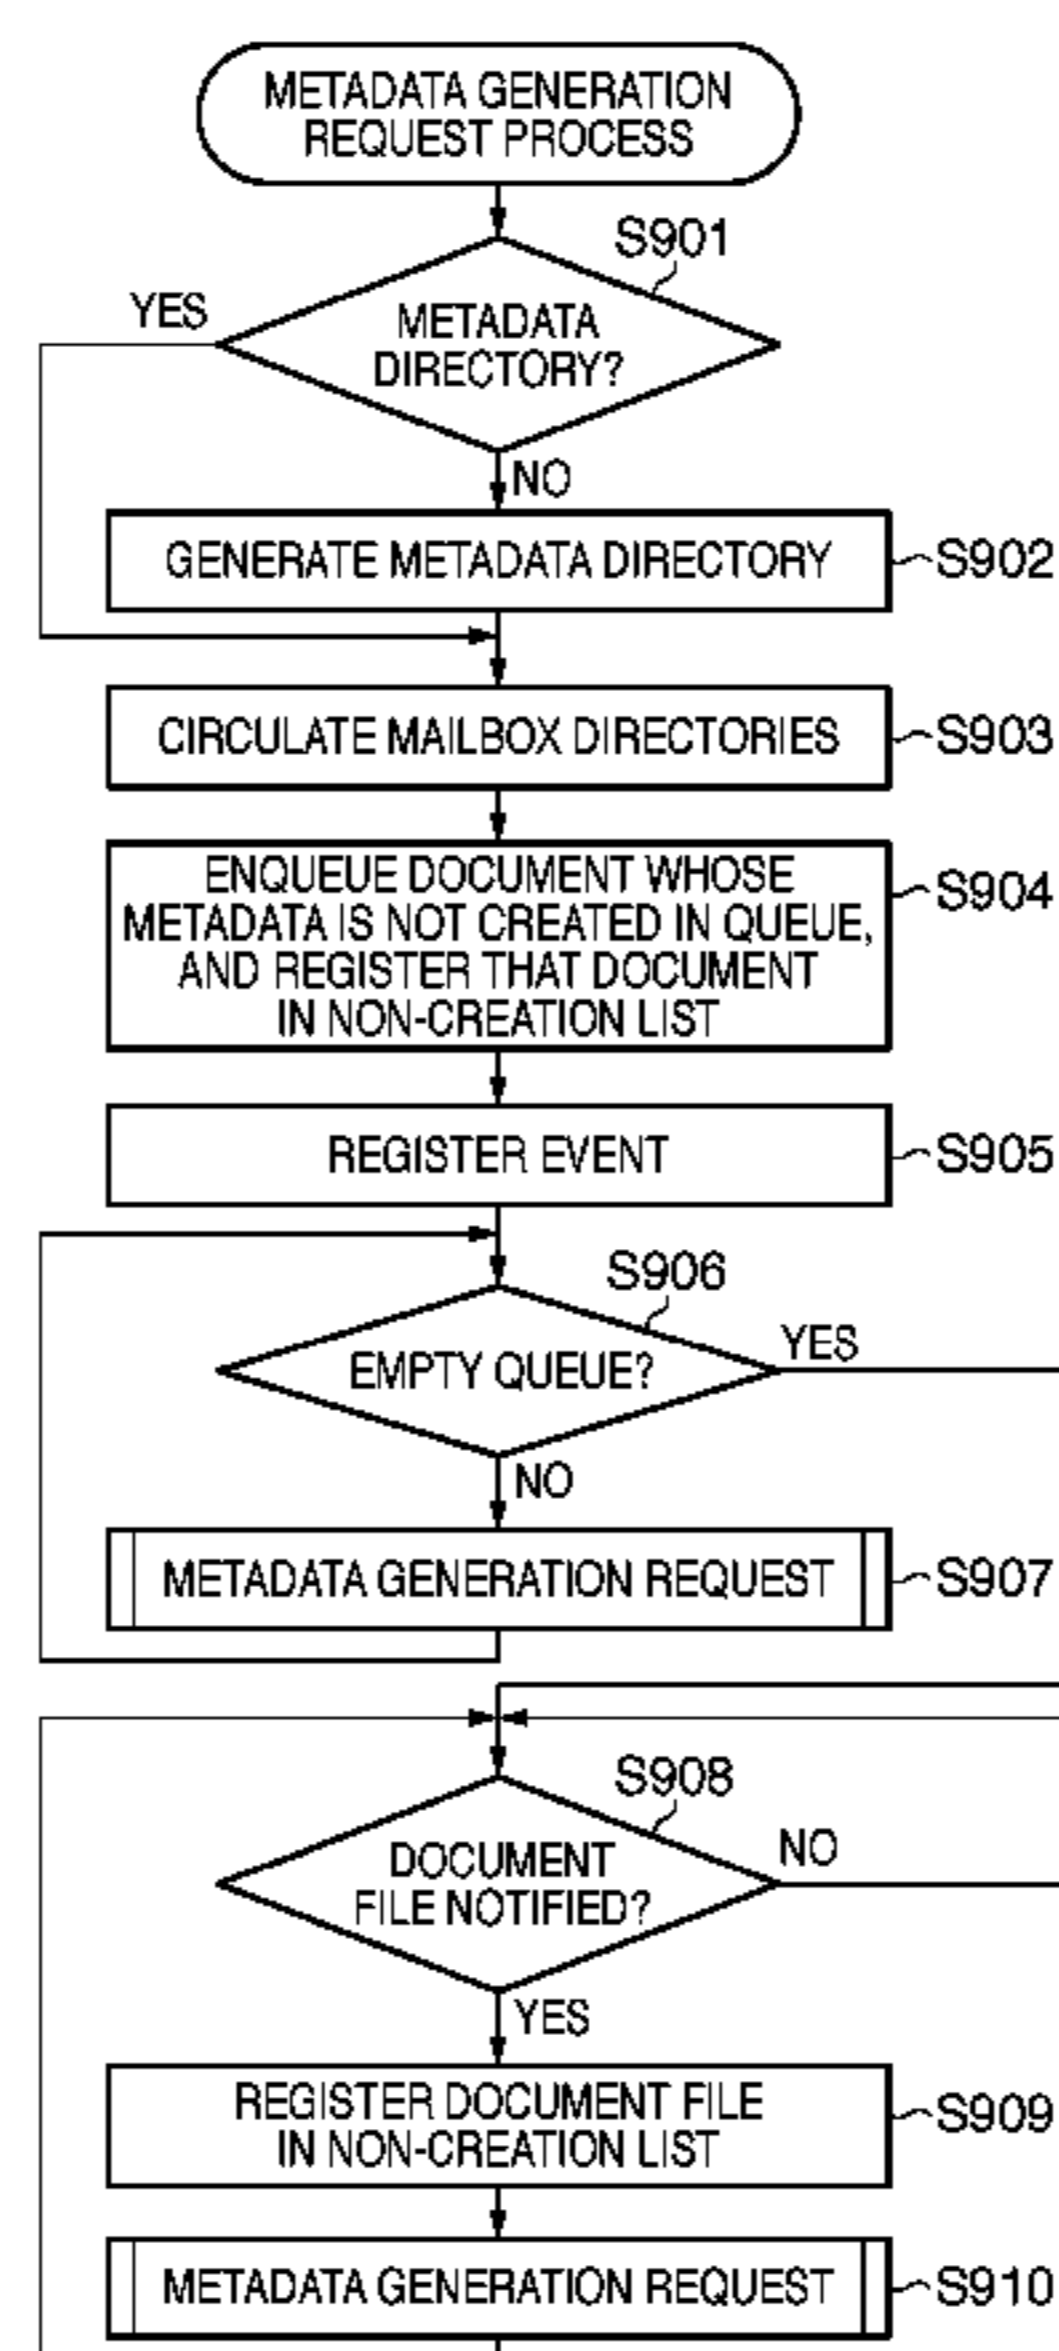 METADATA GENERATION
REQUEST PROCESS
S901
YES
METADATA
DIRECTORY?
NO
GENERATE METADATA DIRECTORY
S902
CIRCULATE MAILBOX DIRECTORIES
S903
ENQUEUE DOCUMENT WHOSE
METADATA IS NOT CREATED IN QUEUE,
AND REGISTER THAT DOCUMENT
IN NON-CREATION LIST
S904
REGISTER EVENT
S905
S906
EMPTY QUEUE?
YES
NO
METADATA GENERATION REQUEST
S907
S908
DOCUMENT
FILE NOTIFIED?
NO
YES
REGISTER DOCUMENT FILE
IN NON-CREATION LIST
S909
METADATA GENERATION REQUEST
S910